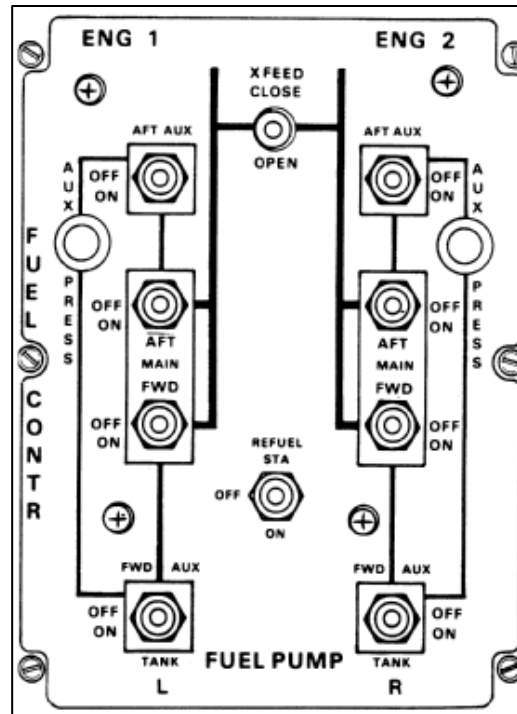 ENG 1
ENG 2
X FEED
CLOSE
OPEN
AFT AUX
OFF
ON
AFT AUX
OFF
ON
AUX PRESS
AUX PRESS
FUEL CONTR
OFF
ON
AFT
MAIN
FWD
OFF
ON
OFF
ON
AFT
MAIN
FWD
OFF
ON
REFUEL
STA
OFF
ON
FWD AUX
OFF
ON
TANK
L
FWD AUX
OFF
ON
TANK
R
FUEL PUMP